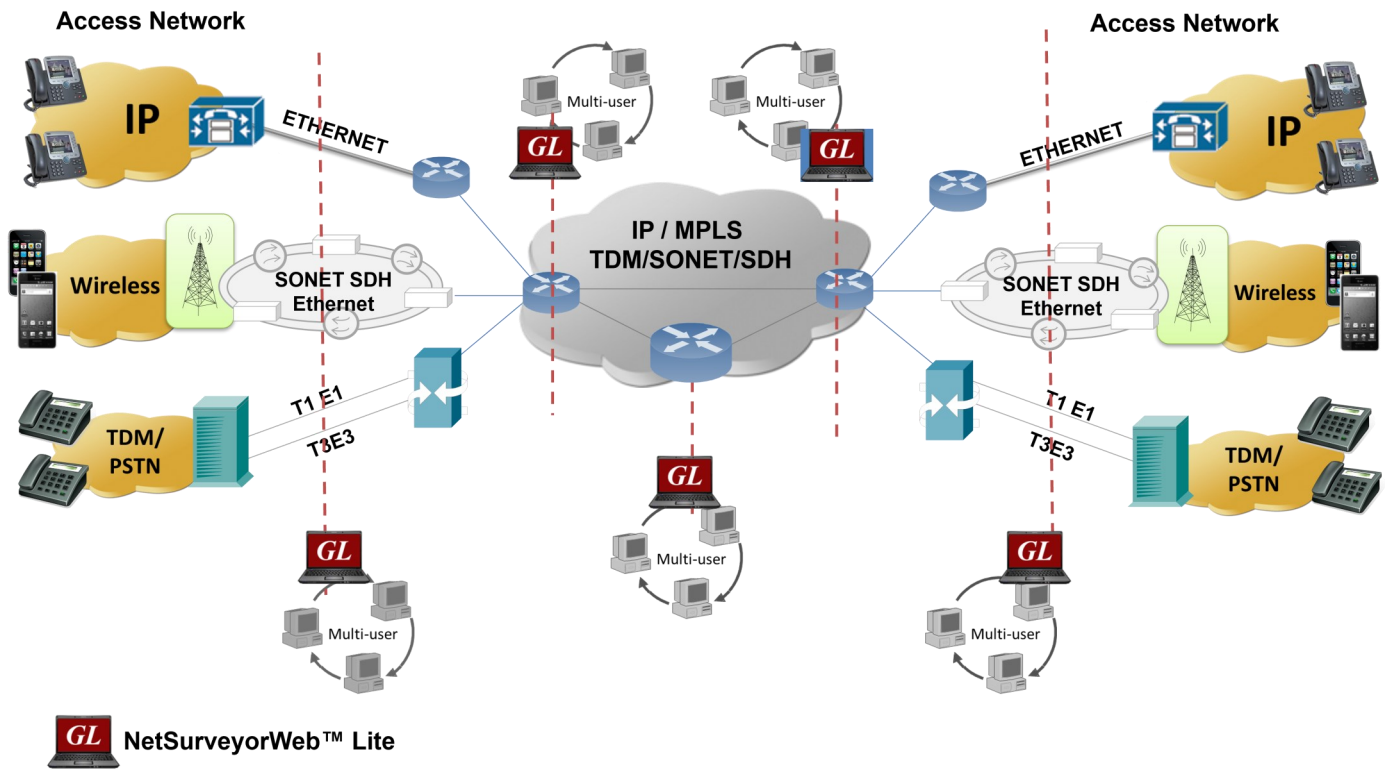 Access Network
Access Network
IP
ETHERNET
Multi-user
GL
Multi-user
GL
ETHERNET
IP
IP / MPLS
TDM/SONET/SDH
Wireless
SONET SDH
Ethernet
SONET SDH
Ethernet
Wireless
T1 E1
T3E3
TDM/
PSTN
T1 E1
T3E3
TDM/
PSTN
GL
Multi-user
GL
Multi-user
GL
Multi-user
GL
NetSurveyorWeb™ Lite